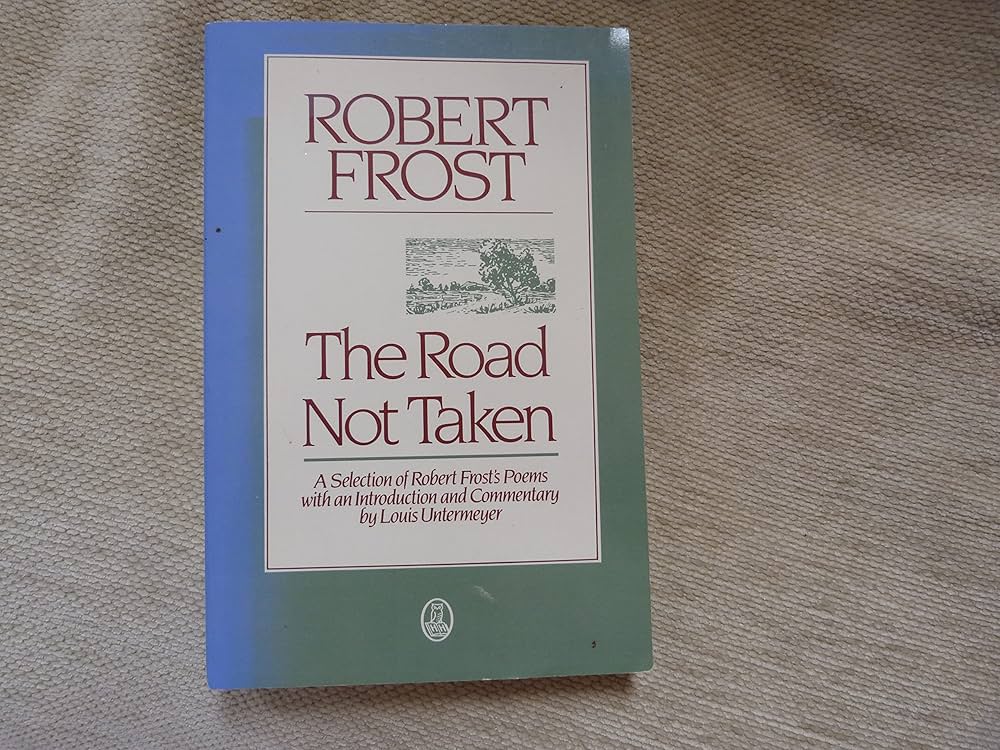 ROBERT
FROST
The Road
Not Taken
A Selection of Robert Frost's Poems
with an Introduction and Commentary
by Louis Untermeyer